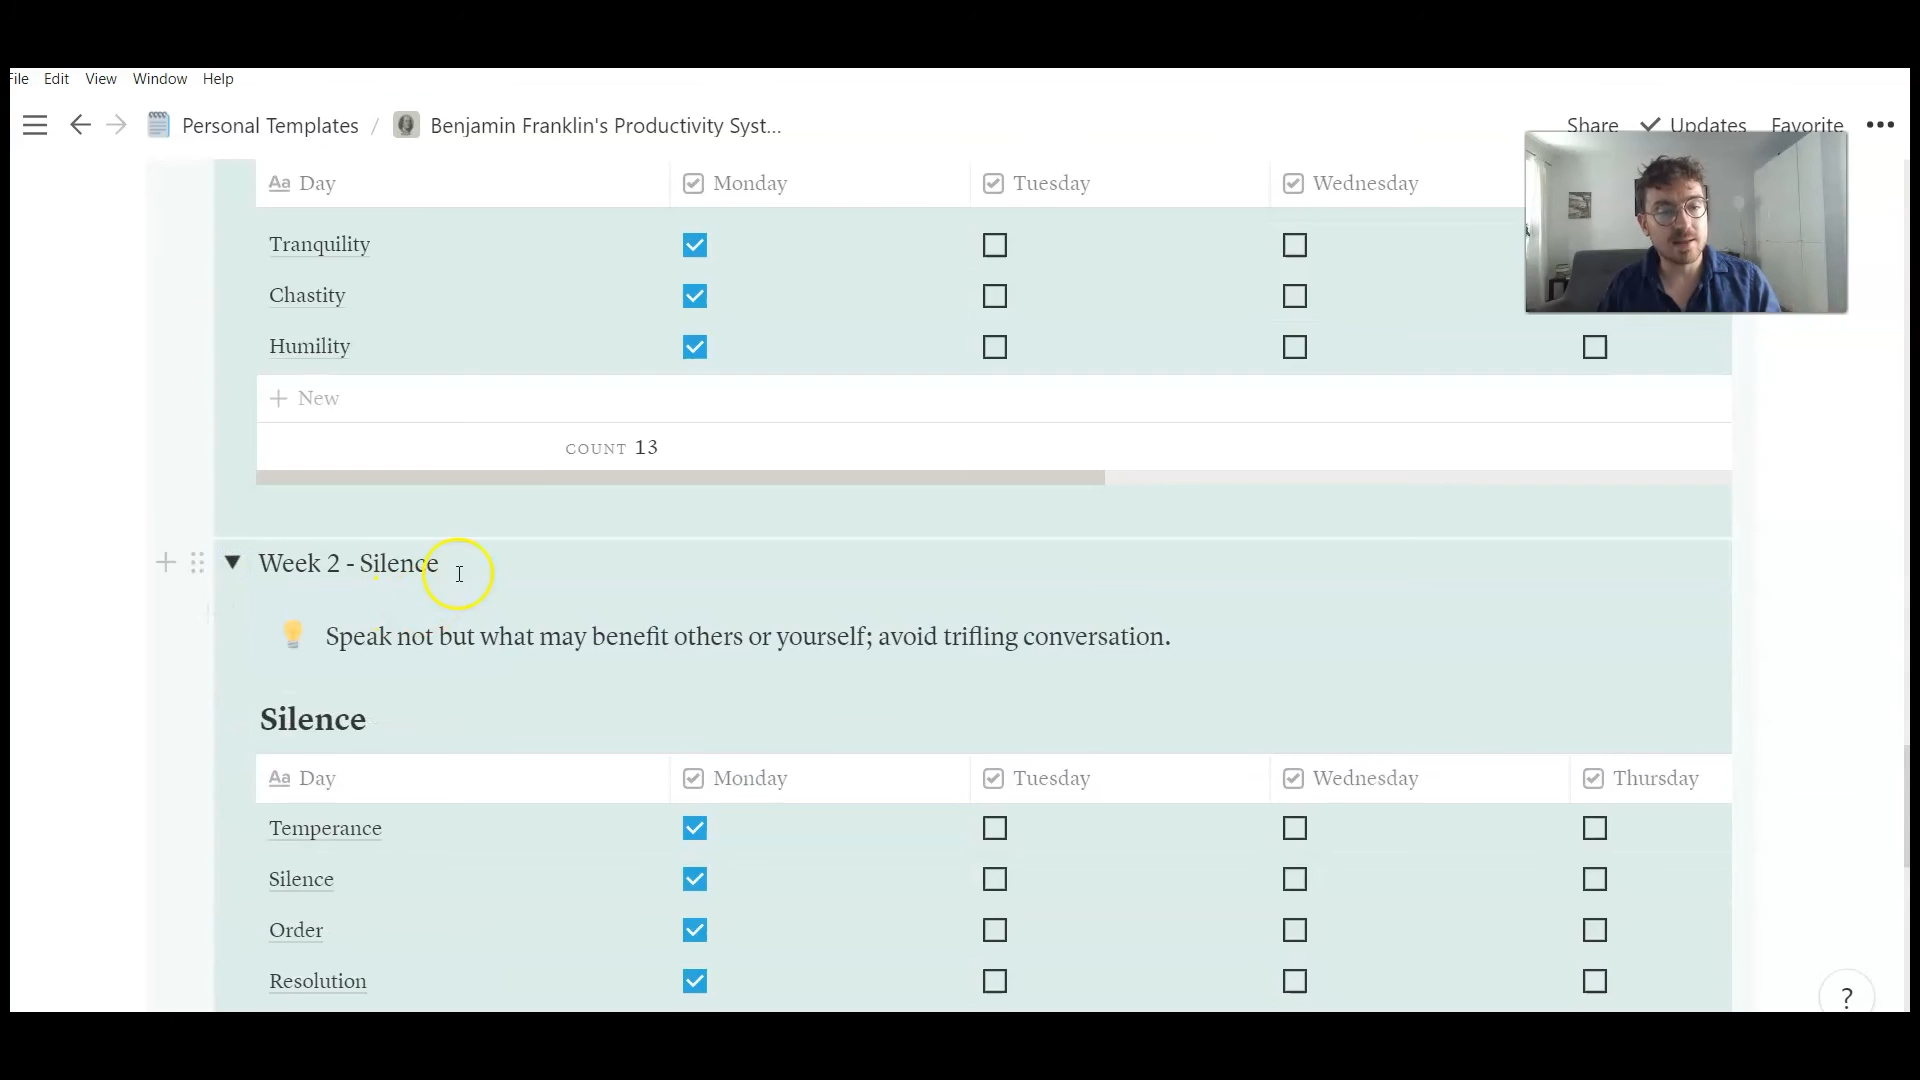 File Edit View Window Help
Personal Templates / Benjamin Franklin's Productivity Syst... Share Updates Favorite
Aa Day Monday Tuesday Wednesday
Tranquility
Chastity
Humility
+ New
COUNT 13
Week 2 - Silence
Speak not but what may benefit others or yourself; avoid trifling conversation.
Silence
Aa Day Monday Tuesday Wednesday Thursday
Temperance
Silence
Order
Resolution
?